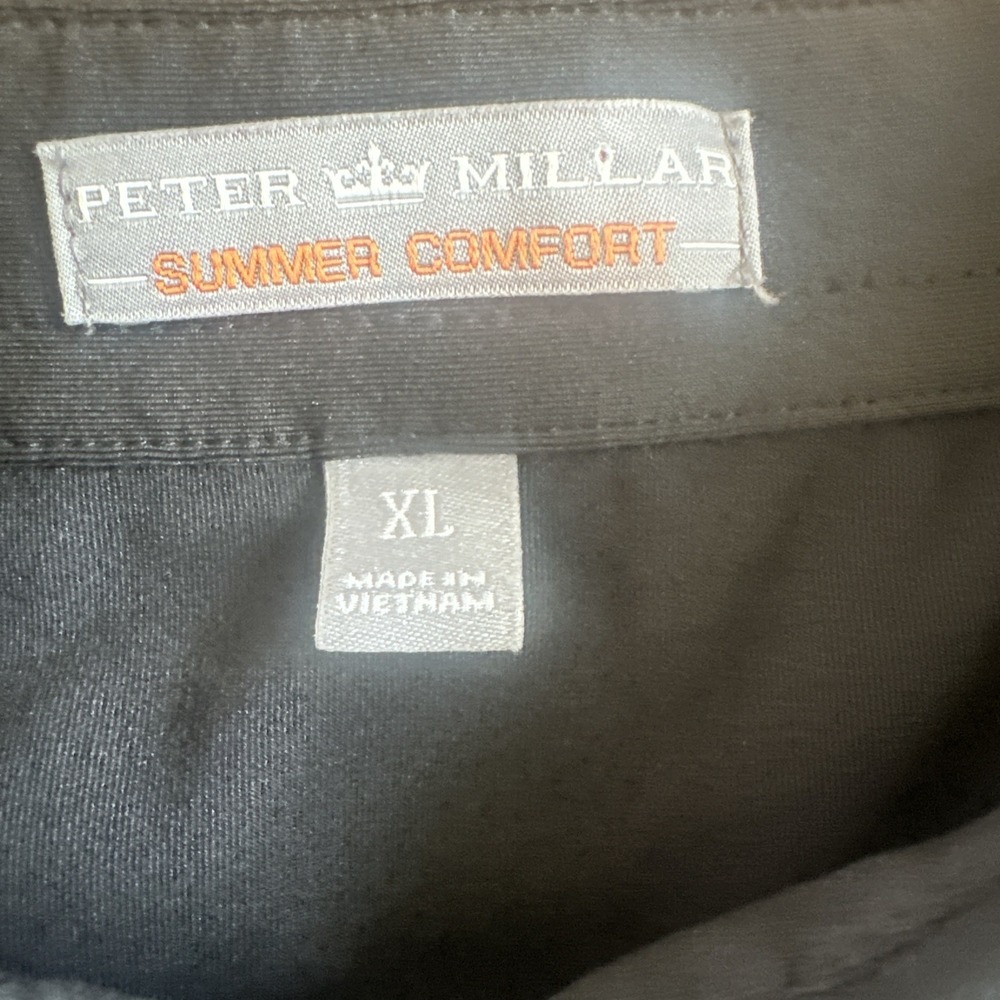 PETER MILLAR
SUMMER COMFORT
XL
MADE IN
VIETNAM